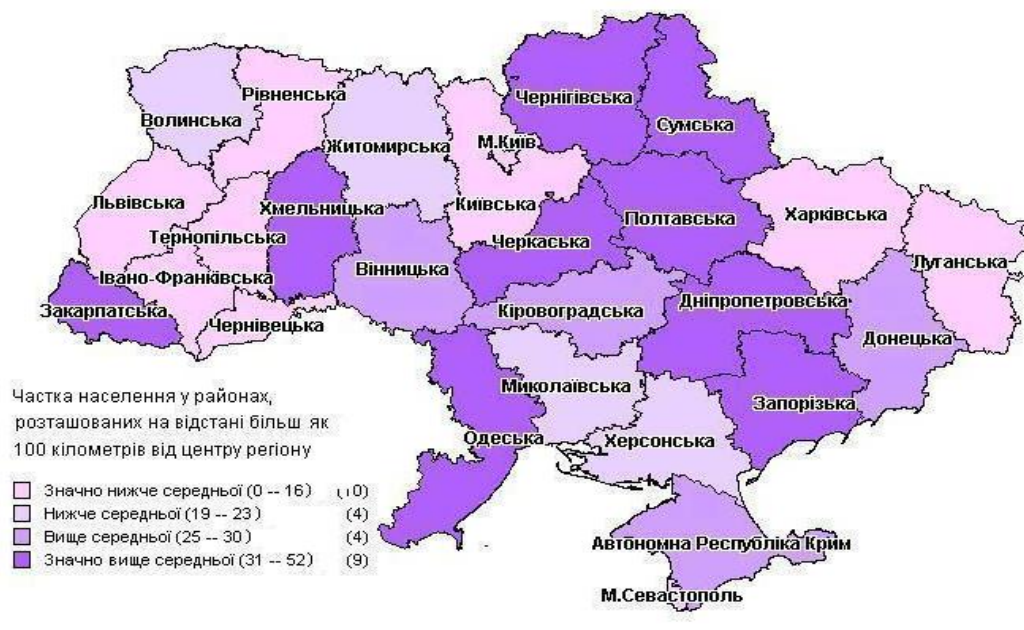 Рівненська
Волинська
Чернігівська
Сумська
Житомирська
М.Київ
Львівська
Хмельницька
Київська
Полтавська
Харківська
Тернопільська
Черкаська
Вінницька
Луганська
Івано-Франківська
Закарпатська
Чернівецька
Кіровоградська
Дніпропетровська
Донецька
Миколаївська
Запорізька
Одеська
Херсонська
Автономна Республіка Крим
М.Севастополь
Частка населення у районах,
розташованих на відстані більш як
100 кілометрів від центру регіону
Значно нижче середньої (0 -- 16) (10)
Нижче середньої (19 -- 23) (4)
Вище середньої (25 -- 30) (4)
Значно вище середньої (31 -- 52) (9)